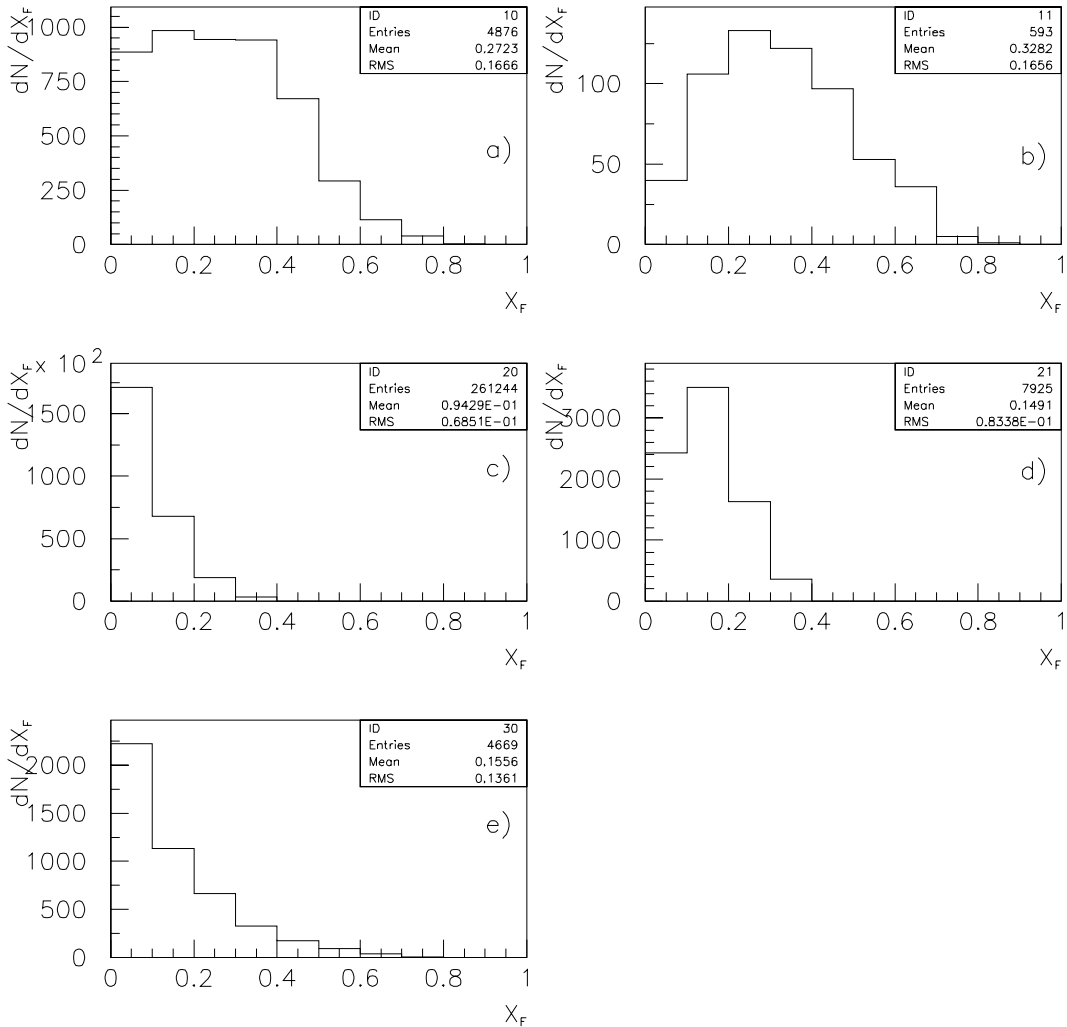 dN/dX_F
1000
750
500
250
0
ID 10
Entries 4876
Mean 0.2723
RMS 0.1666
a)
0 0.2 0.4 0.6 0.8 1
X_F
dN/dX_F
100
50
0
ID 11
Entries 593
Mean 0.3282
RMS 0.1656
b)
0 0.2 0.4 0.6 0.8 1
X_F
dN/dX_F
x 10^2
1500
1000
500
0
ID 20
Entries 261244
Mean 0.9429E-01
RMS 0.6851E-01
c)
0 0.2 0.4 0.6 0.8 1
X_F
dN/dX_F
3000
2000
1000
0
ID 21
Entries 7925
Mean 0.1491
RMS 0.8338E-01
d)
0 0.2 0.4 0.6 0.8 1
X_F
dN/dX_F
2000
1500
1000
500
0
ID 30
Entries 4669
Mean 0.1556
RMS 0.1361
e)
0 0.2 0.4 0.6 0.8 1
X_F